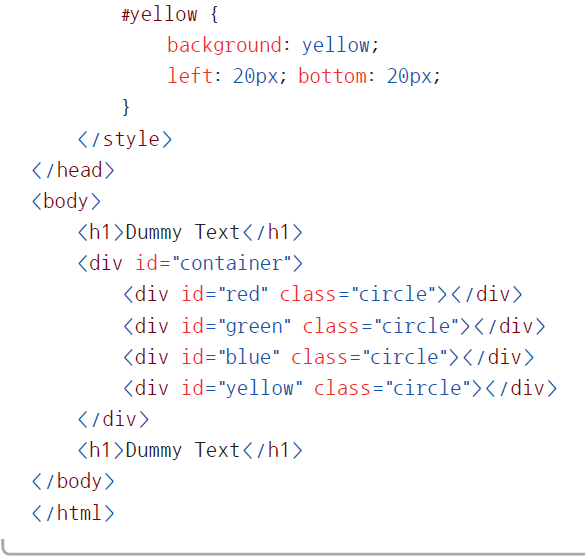 #yellow {
background: yellow;
left: 20px; bottom: 20px;
}
</style>
</head>
<body>
<h1>Dummy Text</h1>
<div id="container">
<div id="red" class="circle"></div>
<div id="green" class="circle"></div>
<div id="blue" class="circle"></div>
<div id="yellow" class="circle"></div>
</div>
<h1>Dummy Text</h1>
</body>
</html>